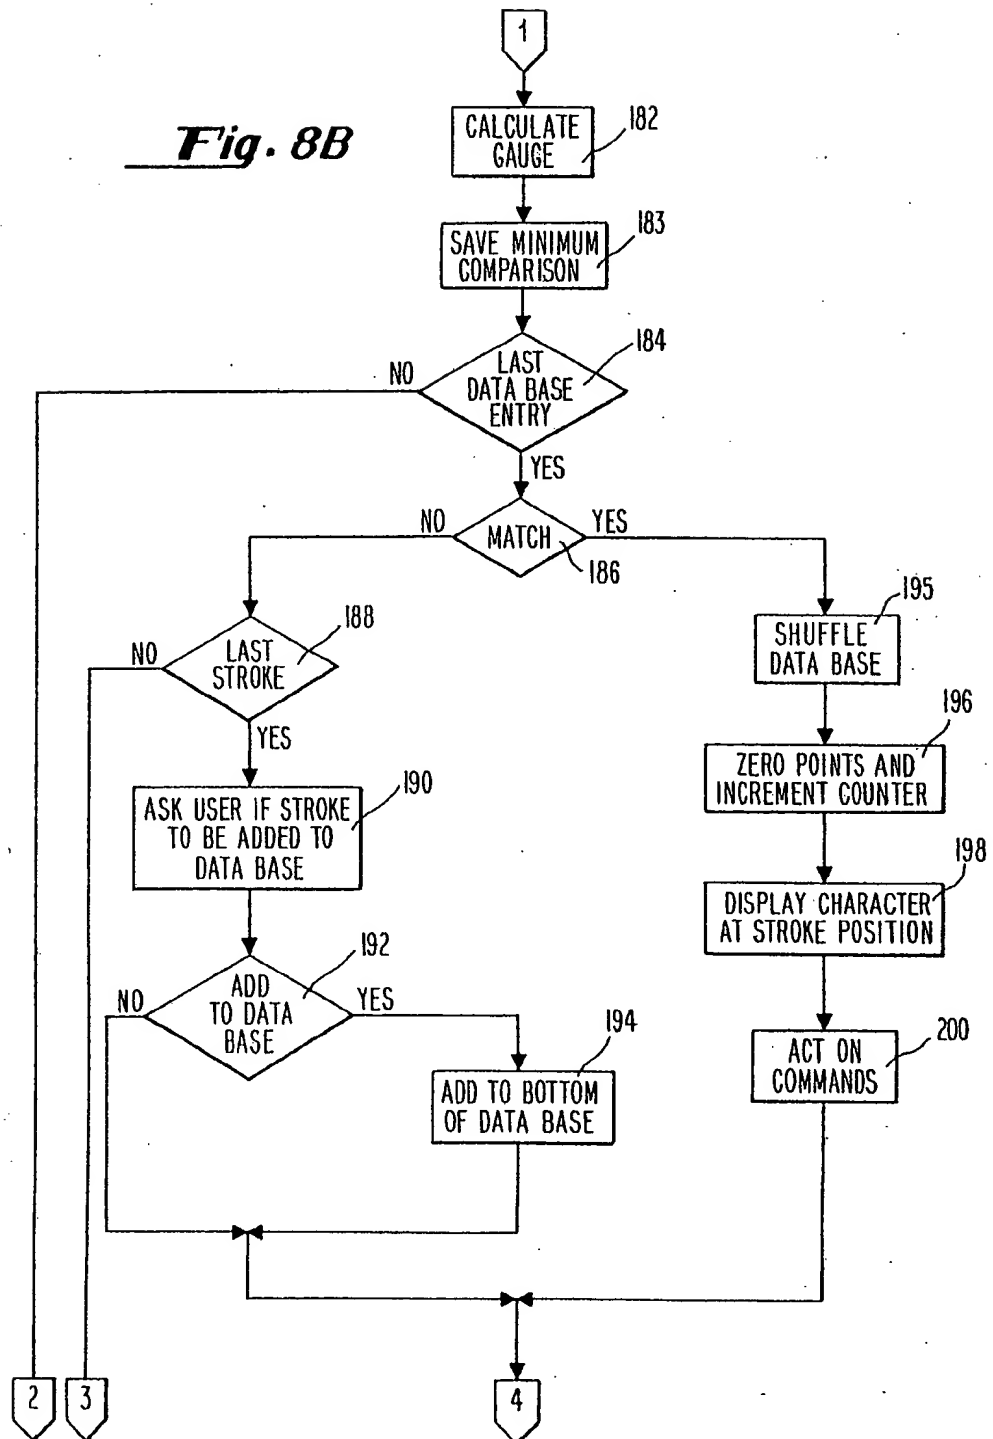 1
Fig. 8B
CALCULATE
GAUGE
182
SAVE MINIMUM
COMPARISON
183
LAST
DATA BASE
ENTRY
184
NO
YES
MATCH
186
NO
YES
LAST
STROKE
188
NO
YES
SHUFFLE
DATA BASE
195
ZERO POINTS AND
INCREMENT COUNTER
196
ASK USER IF STROKE
TO BE ADDED TO
DATA BASE
190
DISPLAY CHARACTER
AT STROKE POSITION
198
ADD
TO DATA
BASE
192
NO
YES
ADD TO BOTTOM
OF DATA BASE
194
ACT ON
COMMANDS
200
2
3
4